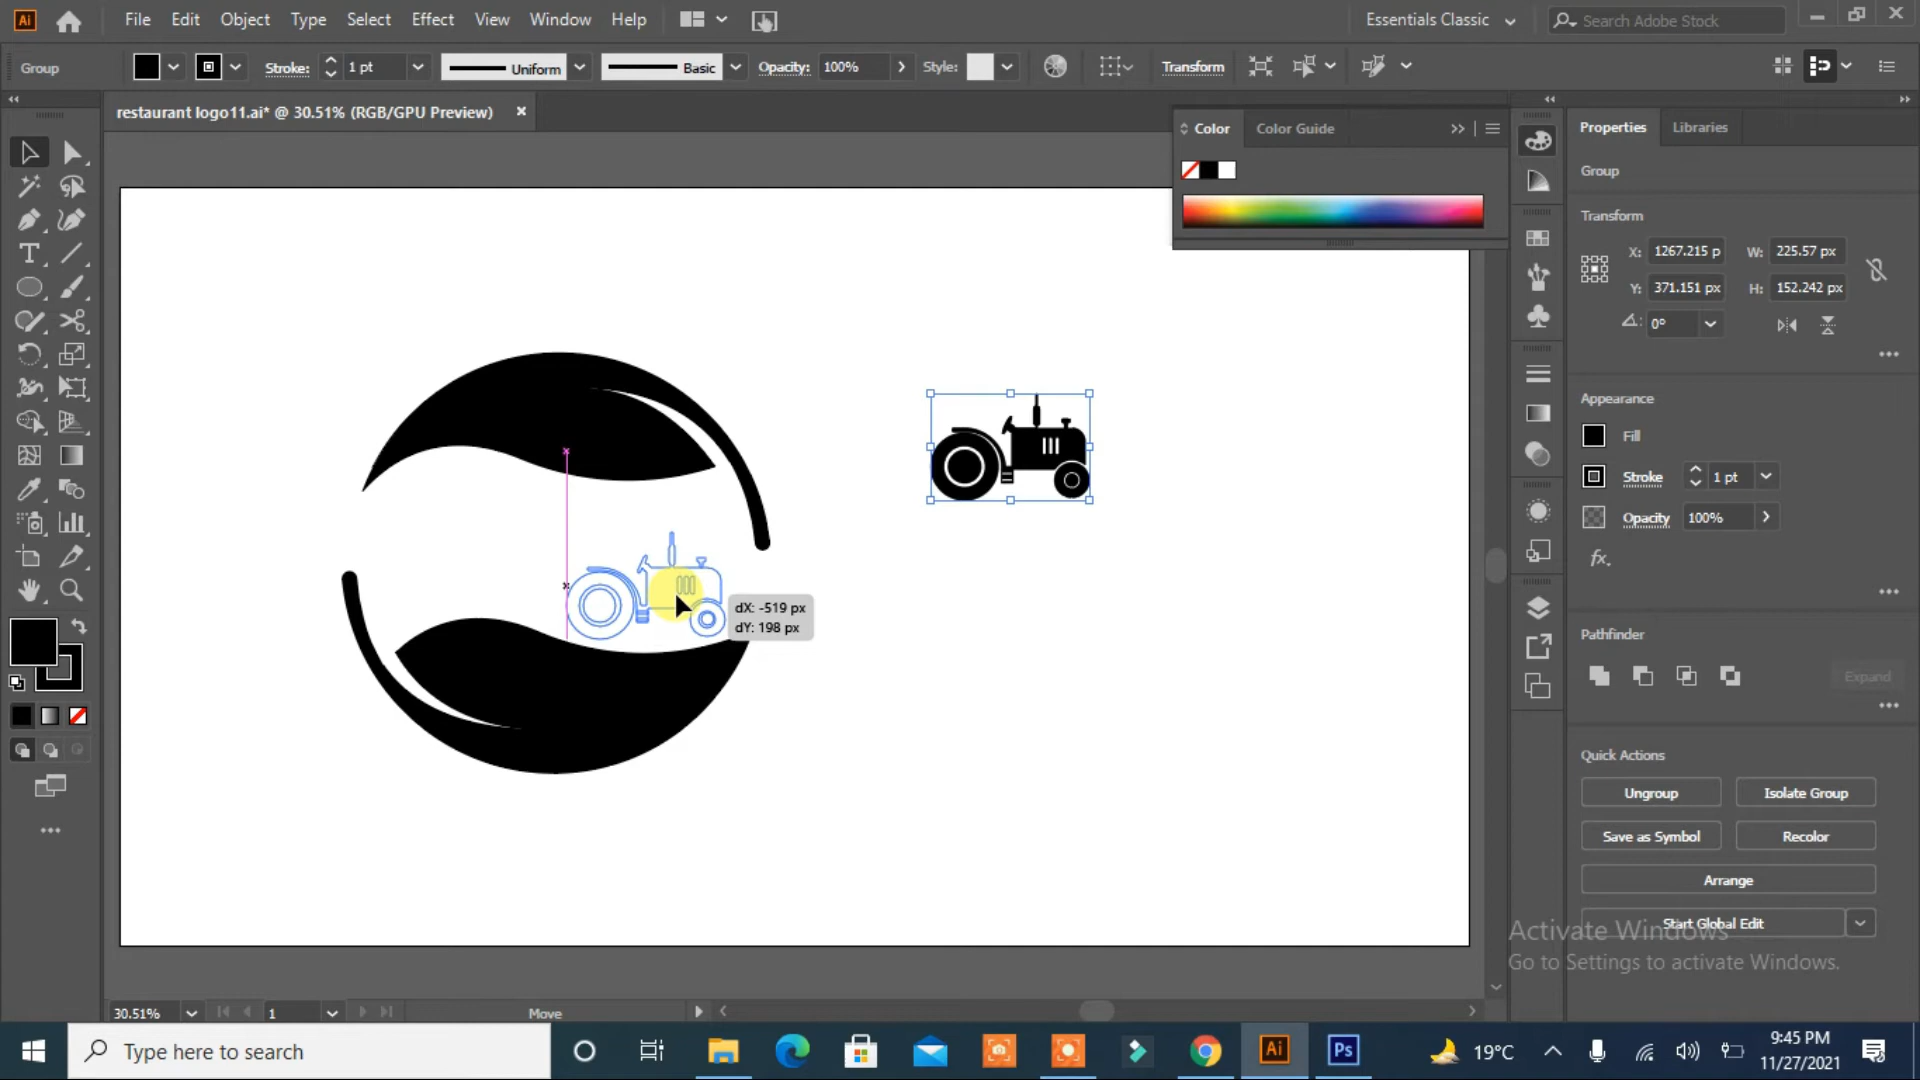 File Edit Object Type Select Effect View Window Help
Essentials Classic
Search Adobe Stock
Group
Stroke: 1 pt
Uniform
Basic
Opacity: 100%
Style:
Transform
restaurant logo11.ai* @ 30.51% (RGB/GPU Preview)
Color Color Guide
Properties Libraries
Group
Transform
X: 1267.215 p W: 225.57 px
Y: 371.151 px H: 152.242 px
0°
Appearance
Fill
Stroke 1 pt
Opacity 100%
fx.
dX: -519 px
dY: 198 px
Pathfinder
Expand
Quick Actions
Ungroup Isolate Group
Save as Symbol Recolor
Arrange
Start Global Edit
Activate Windows
Go to Settings to activate Windows.
30.51% 1 Move
Type here to search
Ai Ps
19°C
9:45 PM
11/27/2021